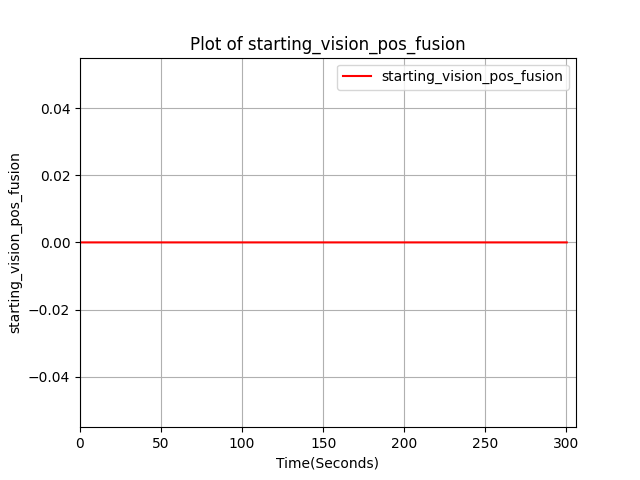 Plot of starting_vision_pos_fusion
starting_vision_pos_fusion
0.04
0.02
0.00
−0.02
−0.04
starting_vision_pos_fusion
0 50 100 150 200 250 300
Time(Seconds)